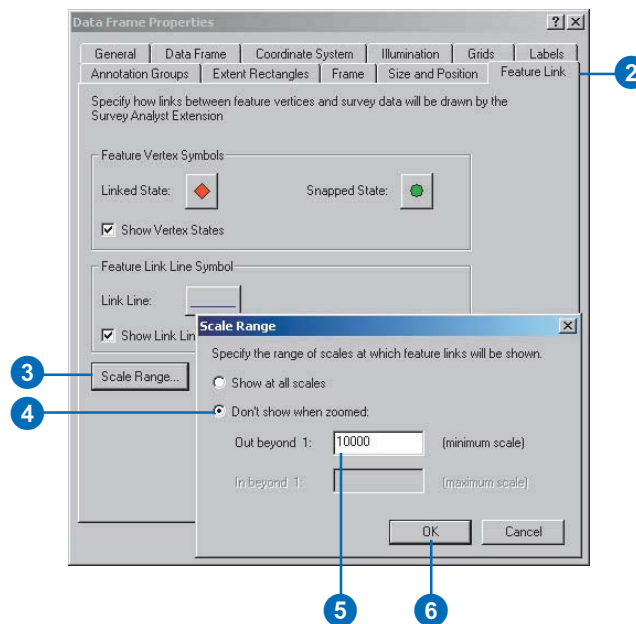 Data Frame Properties
General Data Frame Coordinate System Illumination Grids Labels
Annotation Groups Extent Rectangles Frame Size and Position Feature Link
2
Specify how links between feature vertices and survey data will be drawn by the
Survey Analyst Extension
Feature Vertex Symbols
Linked State: Snapped State:
Show Vertex States
Feature Link Line Symbol
Link Line:
Show Link Lin
Scale Range
Specify the range of scales at which feature links will be shown.
3
Scale Range...
Show at all scales
4
Don't show when zoomed:
Out beyond 1: 10000 (minimum scale)
In beyond 1: (maximum scale)
OK Cancel
5 6